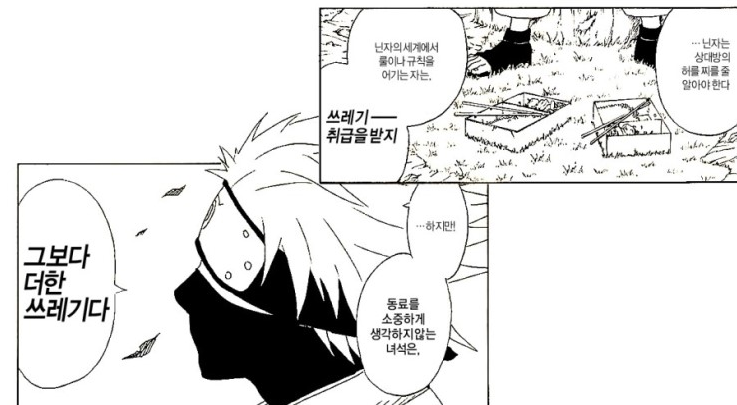 …닌자는
상대방의
허를 찌를 줄
알아야 한다
닌자의 세계에서
룰이나 규칙을
어기는 자는,
쓰레기 ──
취급을 받지
…하지만!
동료를
소중하게
생각하지않는
녀석은,
그보다
더한
쓰레기다